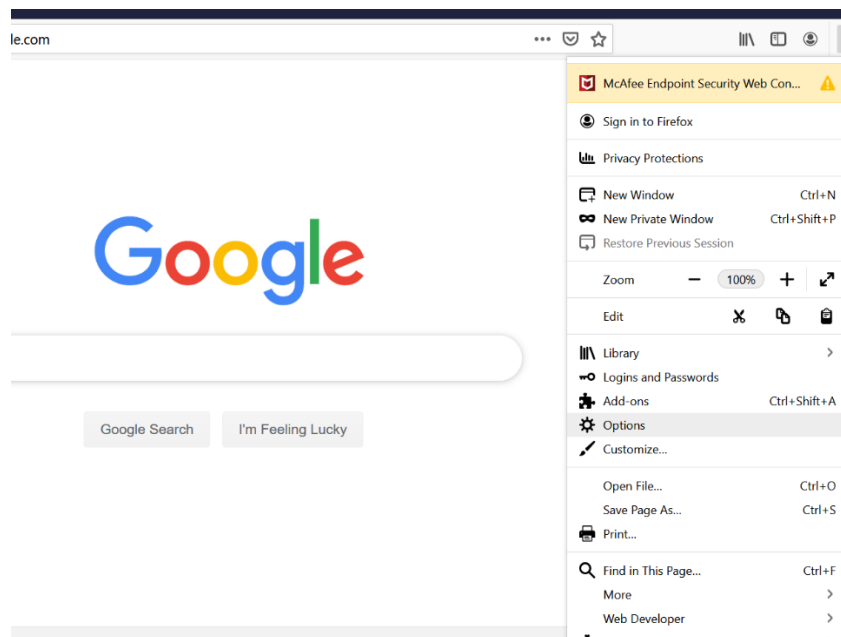 le.com
McAfee Endpoint Security Web Con...
Sign in to Firefox
Privacy Protections
New Window Ctrl+N
New Private Window Ctrl+Shift+P
Restore Previous Session
Zoom 100%
Edit
Google
Library
Logins and Passwords
Add-ons Ctrl+Shift+A
Google Search I'm Feeling Lucky
Options
Customize...
Open File... Ctrl+O
Save Page As... Ctrl+S
Print...
Find in This Page... Ctrl+F
More
Web Developer